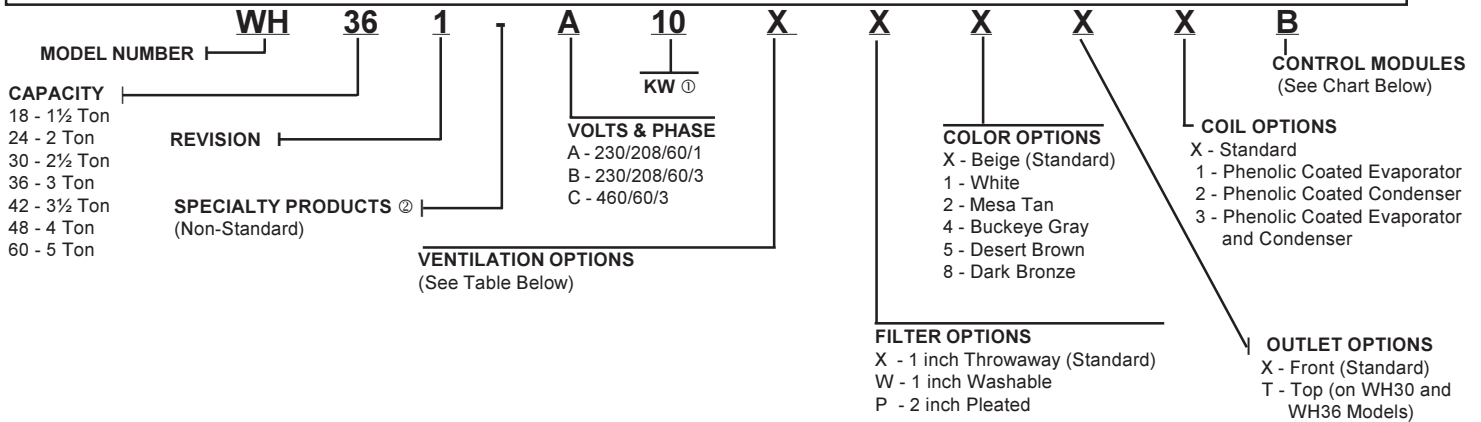 WH 36 1 - A 10 X X X X X B
MODEL NUMBER
CAPACITY
18 - 1½ Ton
24 - 2 Ton
30 - 2½ Ton
36 - 3 Ton
42 - 3½ Ton
48 - 4 Ton
60 - 5 Ton
REVISION
SPECIALTY PRODUCTS ②
(Non-Standard)
KW ①
VOLTS & PHASE
A - 230/208/60/1
B - 230/208/60/3
C - 460/60/3
VENTILATION OPTIONS
(See Table Below)
FILTER OPTIONS
X - 1 inch Throwaway (Standard)
W - 1 inch Washable
P - 2 inch Pleated
COLOR OPTIONS
X - Beige (Standard)
1 - White
2 - Mesa Tan
4 - Buckeye Gray
5 - Desert Brown
8 - Dark Bronze
OUTLET OPTIONS
X - Front (Standard)
T - Top (on WH30 and
WH36 Models)
COIL OPTIONS
X - Standard
1 - Phenolic Coated Evaporator
2 - Phenolic Coated Condenser
3 - Phenolic Coated Evaporator
and Condenser
CONTROL MODULES
(See Chart Below)